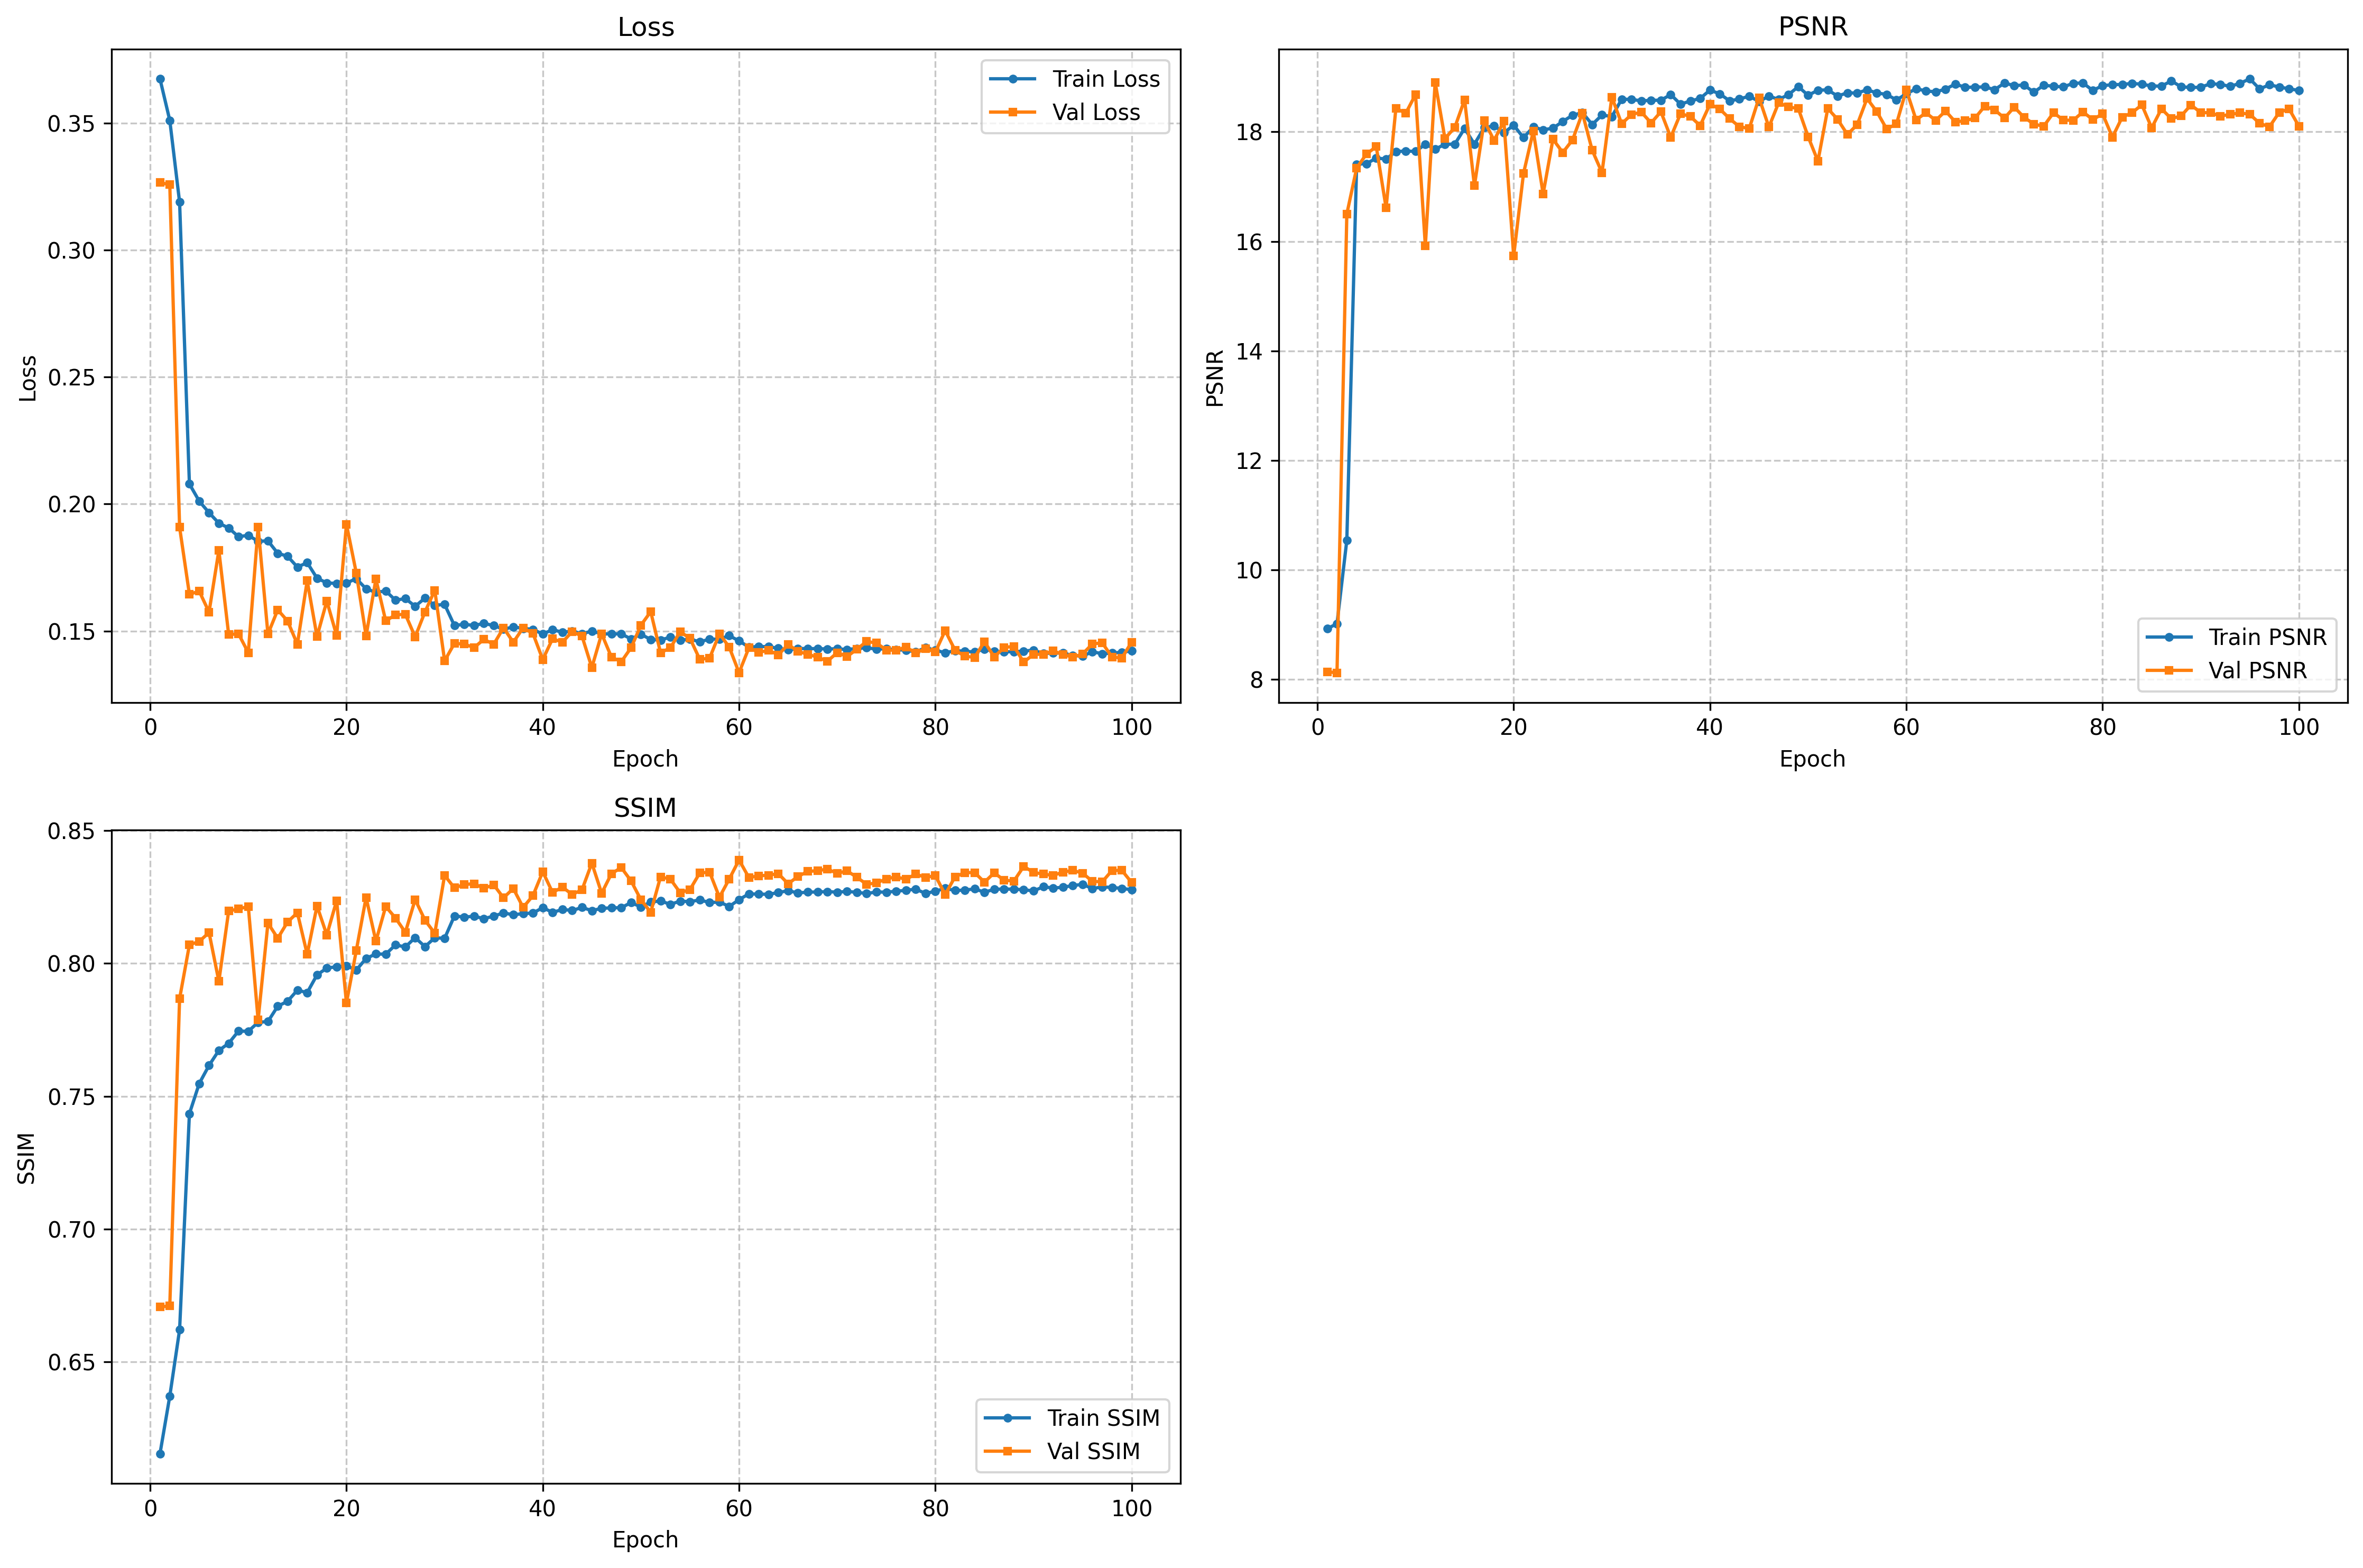 Loss
Train Loss
Val Loss
0.35
0.30
0.25
0.20
0.15
Loss
0 20 40 60 80 100
Epoch
PSNR
18
16
14
12
10
8
PSNR
Train PSNR
Val PSNR
0 20 40 60 80 100
Epoch
SSIM
0.85
0.80
0.75
0.70
0.65
SSIM
Train SSIM
Val SSIM
0 20 40 60 80 100
Epoch